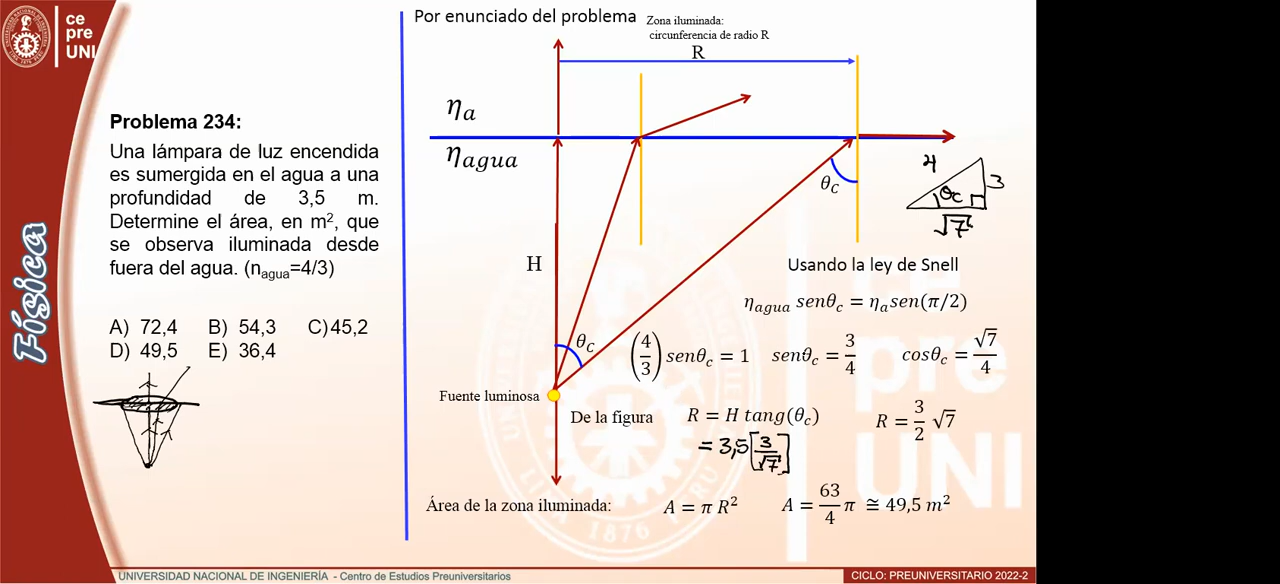 ce
pre
UNI
Física
Problema 234:
Una lámpara de luz encendida
es sumergida en el agua a una
profundidad de 3,5 m.
Determine el área, en m², que
se observa iluminada desde
fuera del agua. (nagua=4/3)
A) 72,4 B) 54,3 C)45,2
D) 49,5 E) 36,4
Por enunciado del problema
Zona iluminada:
circunferencia de radio R
R
ηa
ηagua
θC
4
3
θc
√7
H
θC
Fuente luminosa
Usando la ley de Snell
ηagua senθc = ηa sen(π/2)
(4/3) senθc = 1 senθc = 3/4 cosθc = √7/4
De la figura R = H tang(θc) R = 3/2 √7
= 3,5[3/√7]
Área de la zona iluminada: A = π R² A = 63/4 π ≅ 49,5 m²
ce
pre
UNI
1876
UNIVERSIDAD NACIONAL DE INGENIERÍA - Centro de Estudios Preuniversitarios
CICLO: PREUNIVERSITARIO 2022-2